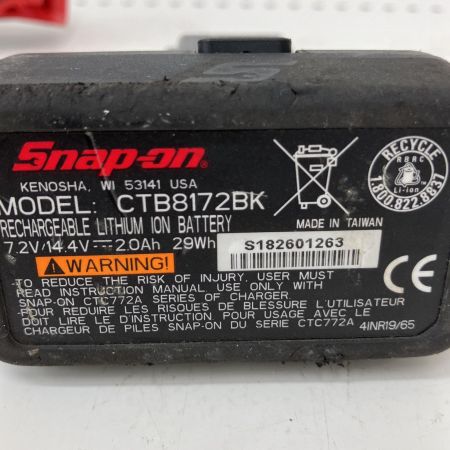 Snap-on
KENOSHA, WI 53141 USA
MODEL: CTB8172BK
RECHARGEABLE LITHIUM ION BATTERY
7.2V/14.4V 2.0Ah 29Wh
MADE IN TAIWAN
S182601263
RECYCLE
RBRC
Li-ion
1.800.822.8837
WARNING!
-TO REDUCE THE RISK OF INJURY, USER MUST
READ INSTRUCTION MANUAL. USE ONLY WITH
SNAP-ON CTC772A SERIES OF CHARGER.
-POUR REDUIRE LES RISQUES DE BLESSURE L'UTILISATEUR
DOIT LIRE LE D'INSTRUCTION. POUR USAGE AVEC LE
CHARGEUR DE PILES SNAP-ON DU SERIE CTC772A
4INR19/65
CE